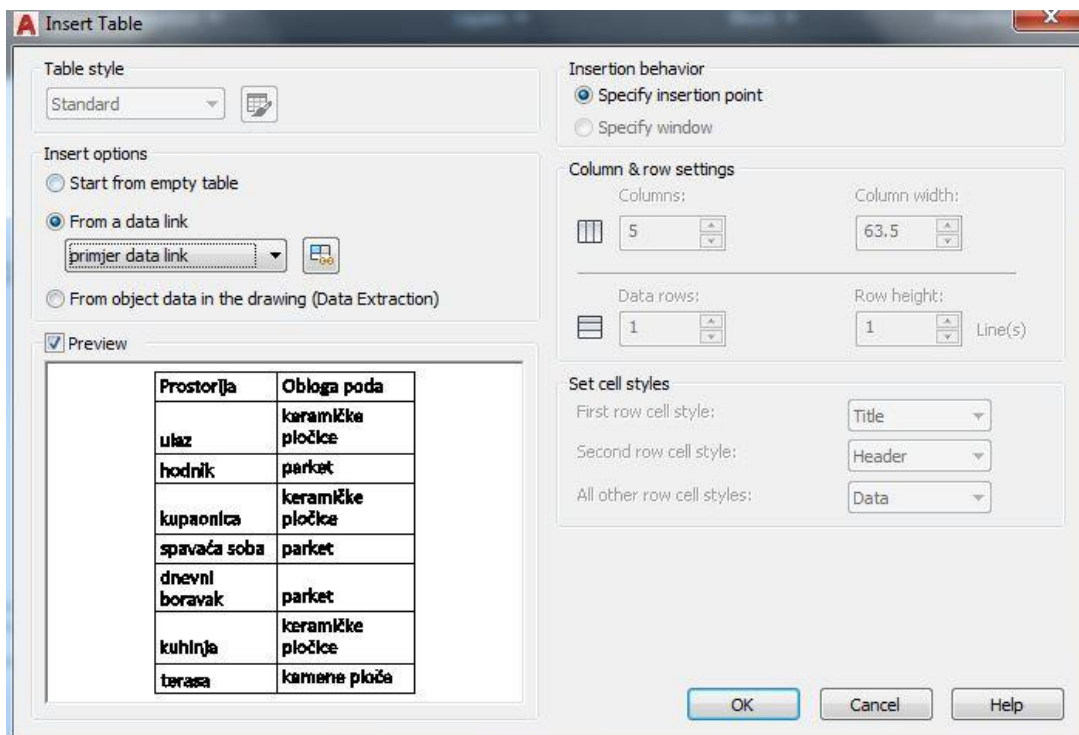 Insert Table
Table style
Standard
Insert options
Start from empty table
From a data link
primjer data link
From object data in the drawing (Data Extraction)
Preview
Prostorija Obloga poda
ulaz keramičke
pločice
hodnik parket
kupaonica keramičke
pločice
spavaća soba parket
dnevni
boravak parket
kuhinja keramičke
pločice
terasa kamene ploče
Insertion behavior
Specify insertion point
Specify window
Column & row settings
Columns: Column width:
5 63.5
Data rows: Row height:
1 1 Line(s)
Set cell styles
First row cell style: Title
Second row cell style: Header
All other row cell styles: Data
OK Cancel Help